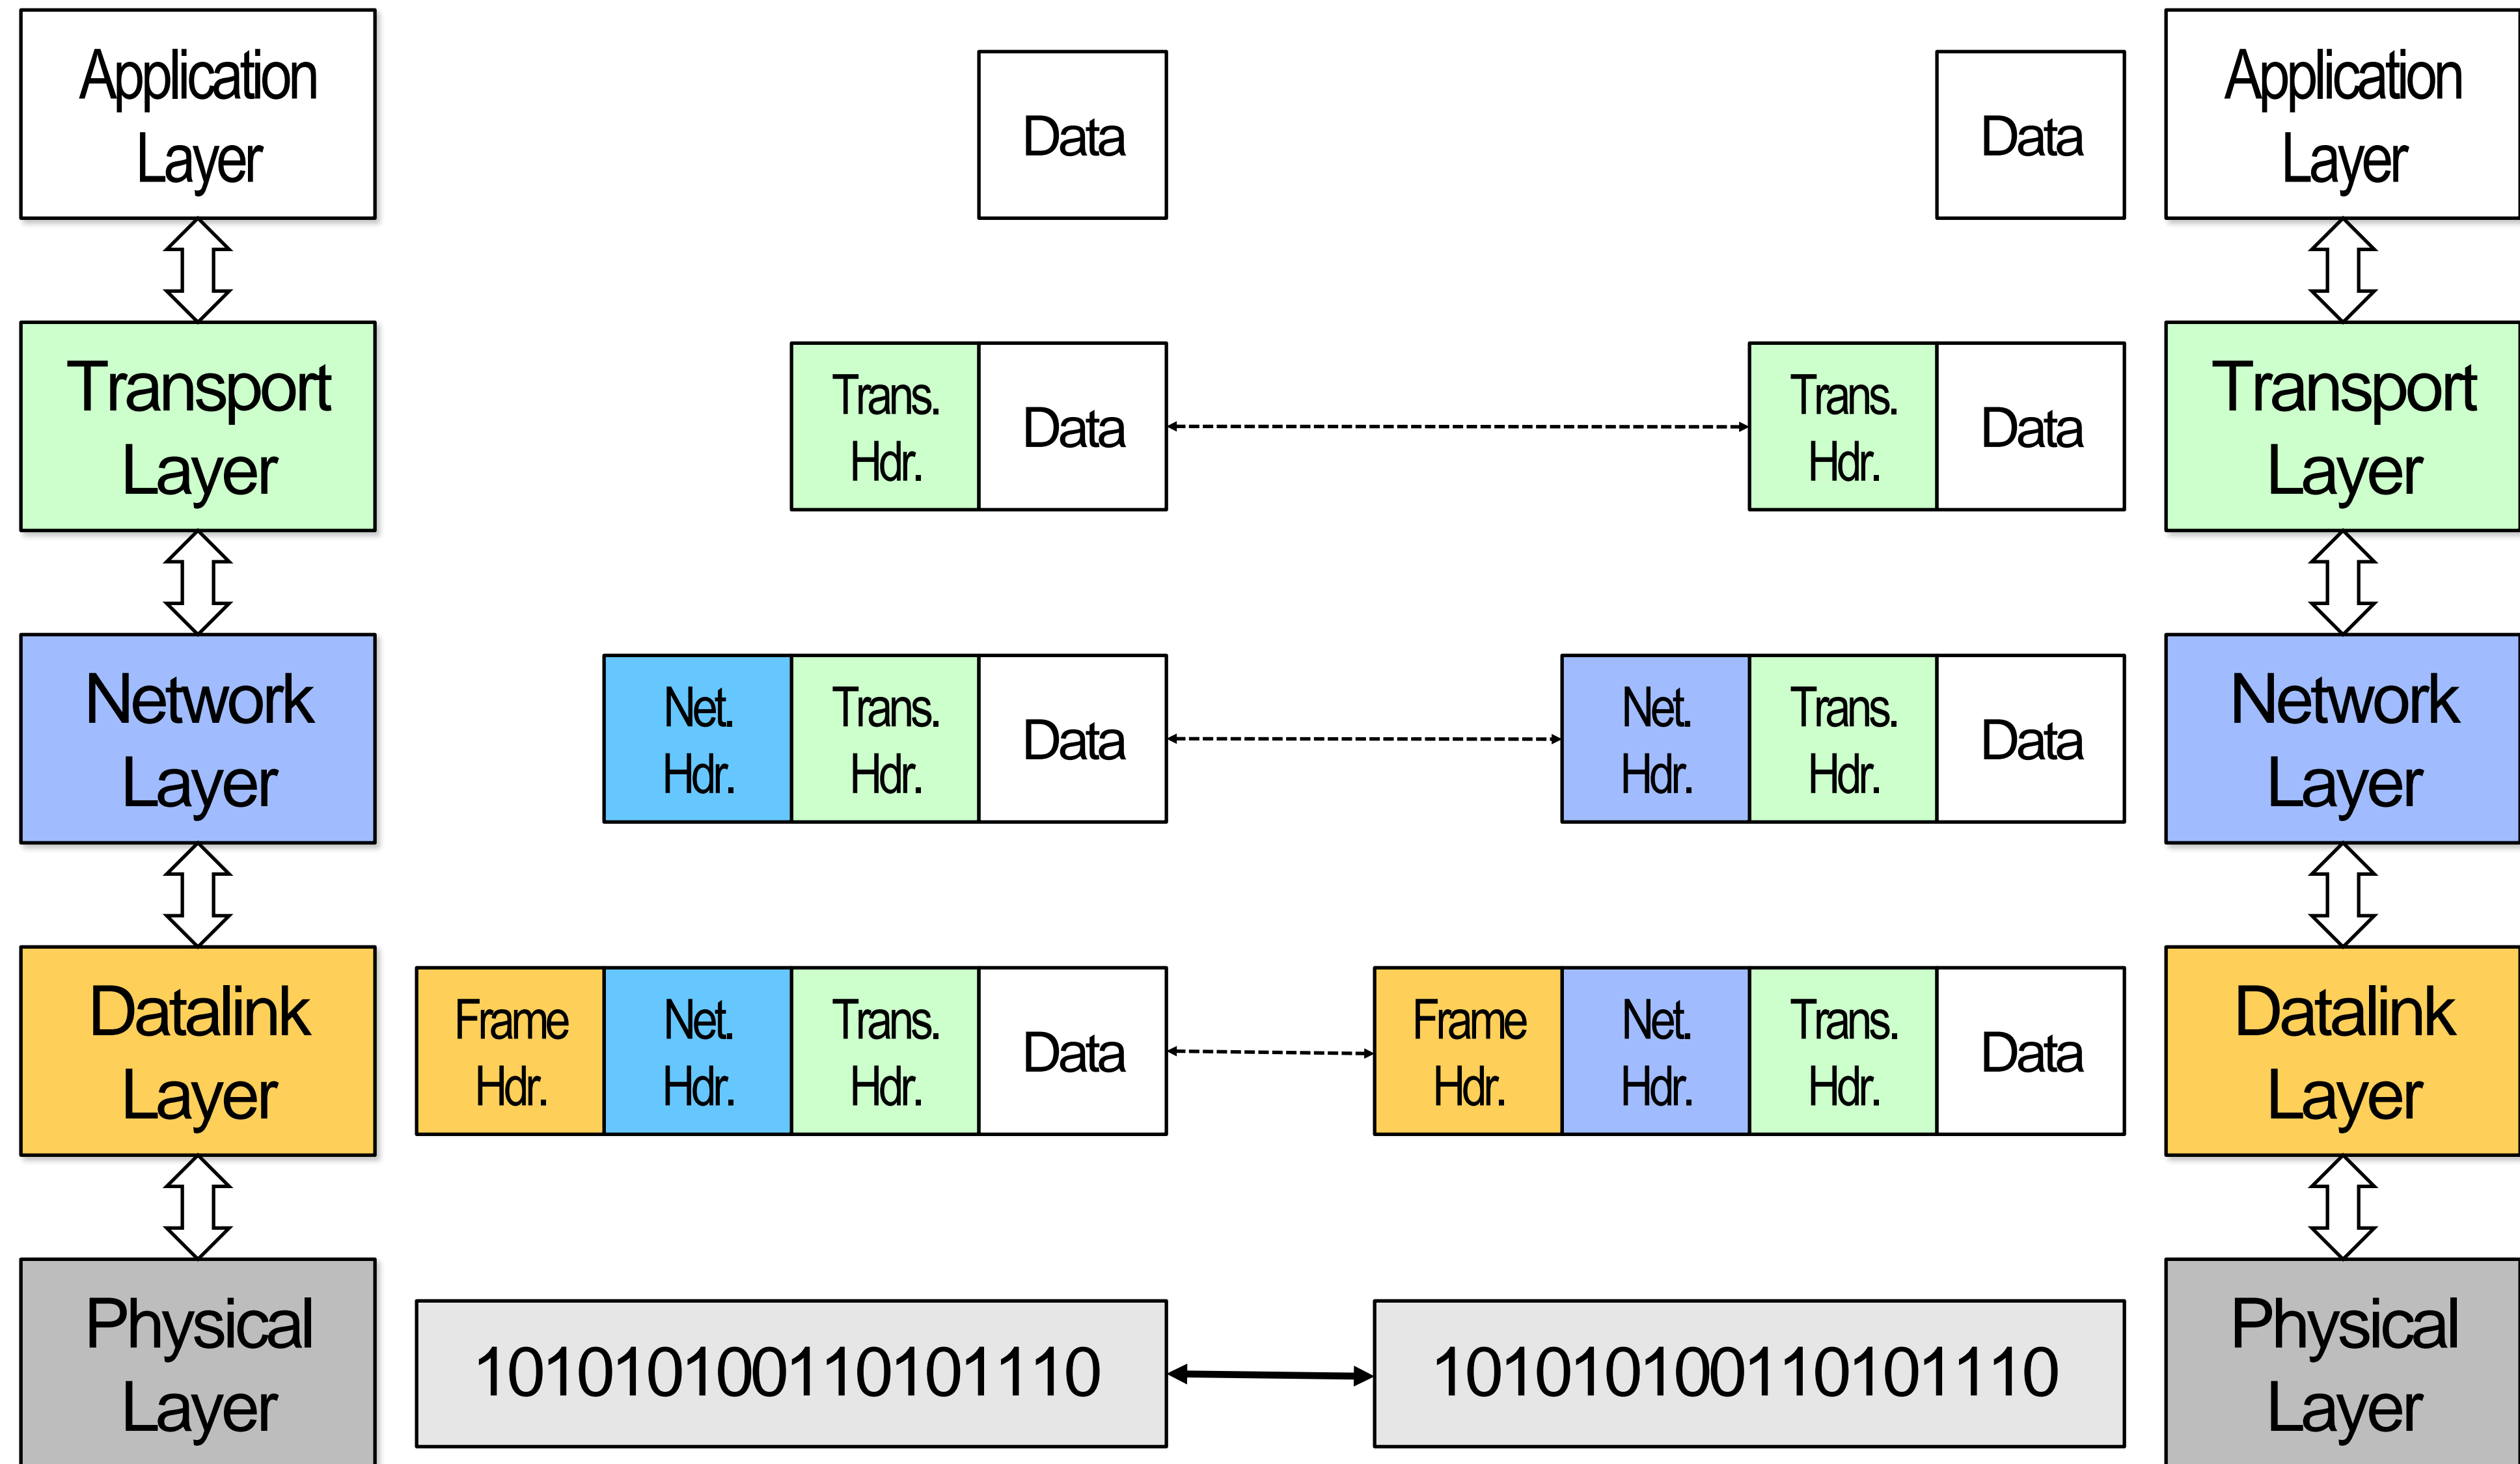 Application
Layer
Data
Data
Application
Layer
Transport
Layer
Trans.
Hdr.
Data
Trans.
Hdr.
Data
Transport
Layer
Network
Layer
Net.
Hdr.
Trans.
Hdr.
Data
Net.
Hdr.
Trans.
Hdr.
Data
Network
Layer
Datalink
Layer
Frame
Hdr.
Net.
Hdr.
Trans.
Hdr.
Data
Frame
Hdr.
Net.
Hdr.
Trans.
Hdr.
Data
Datalink
Layer
Physical
Layer
101010100110101110
101010100110101110
Physical
Layer